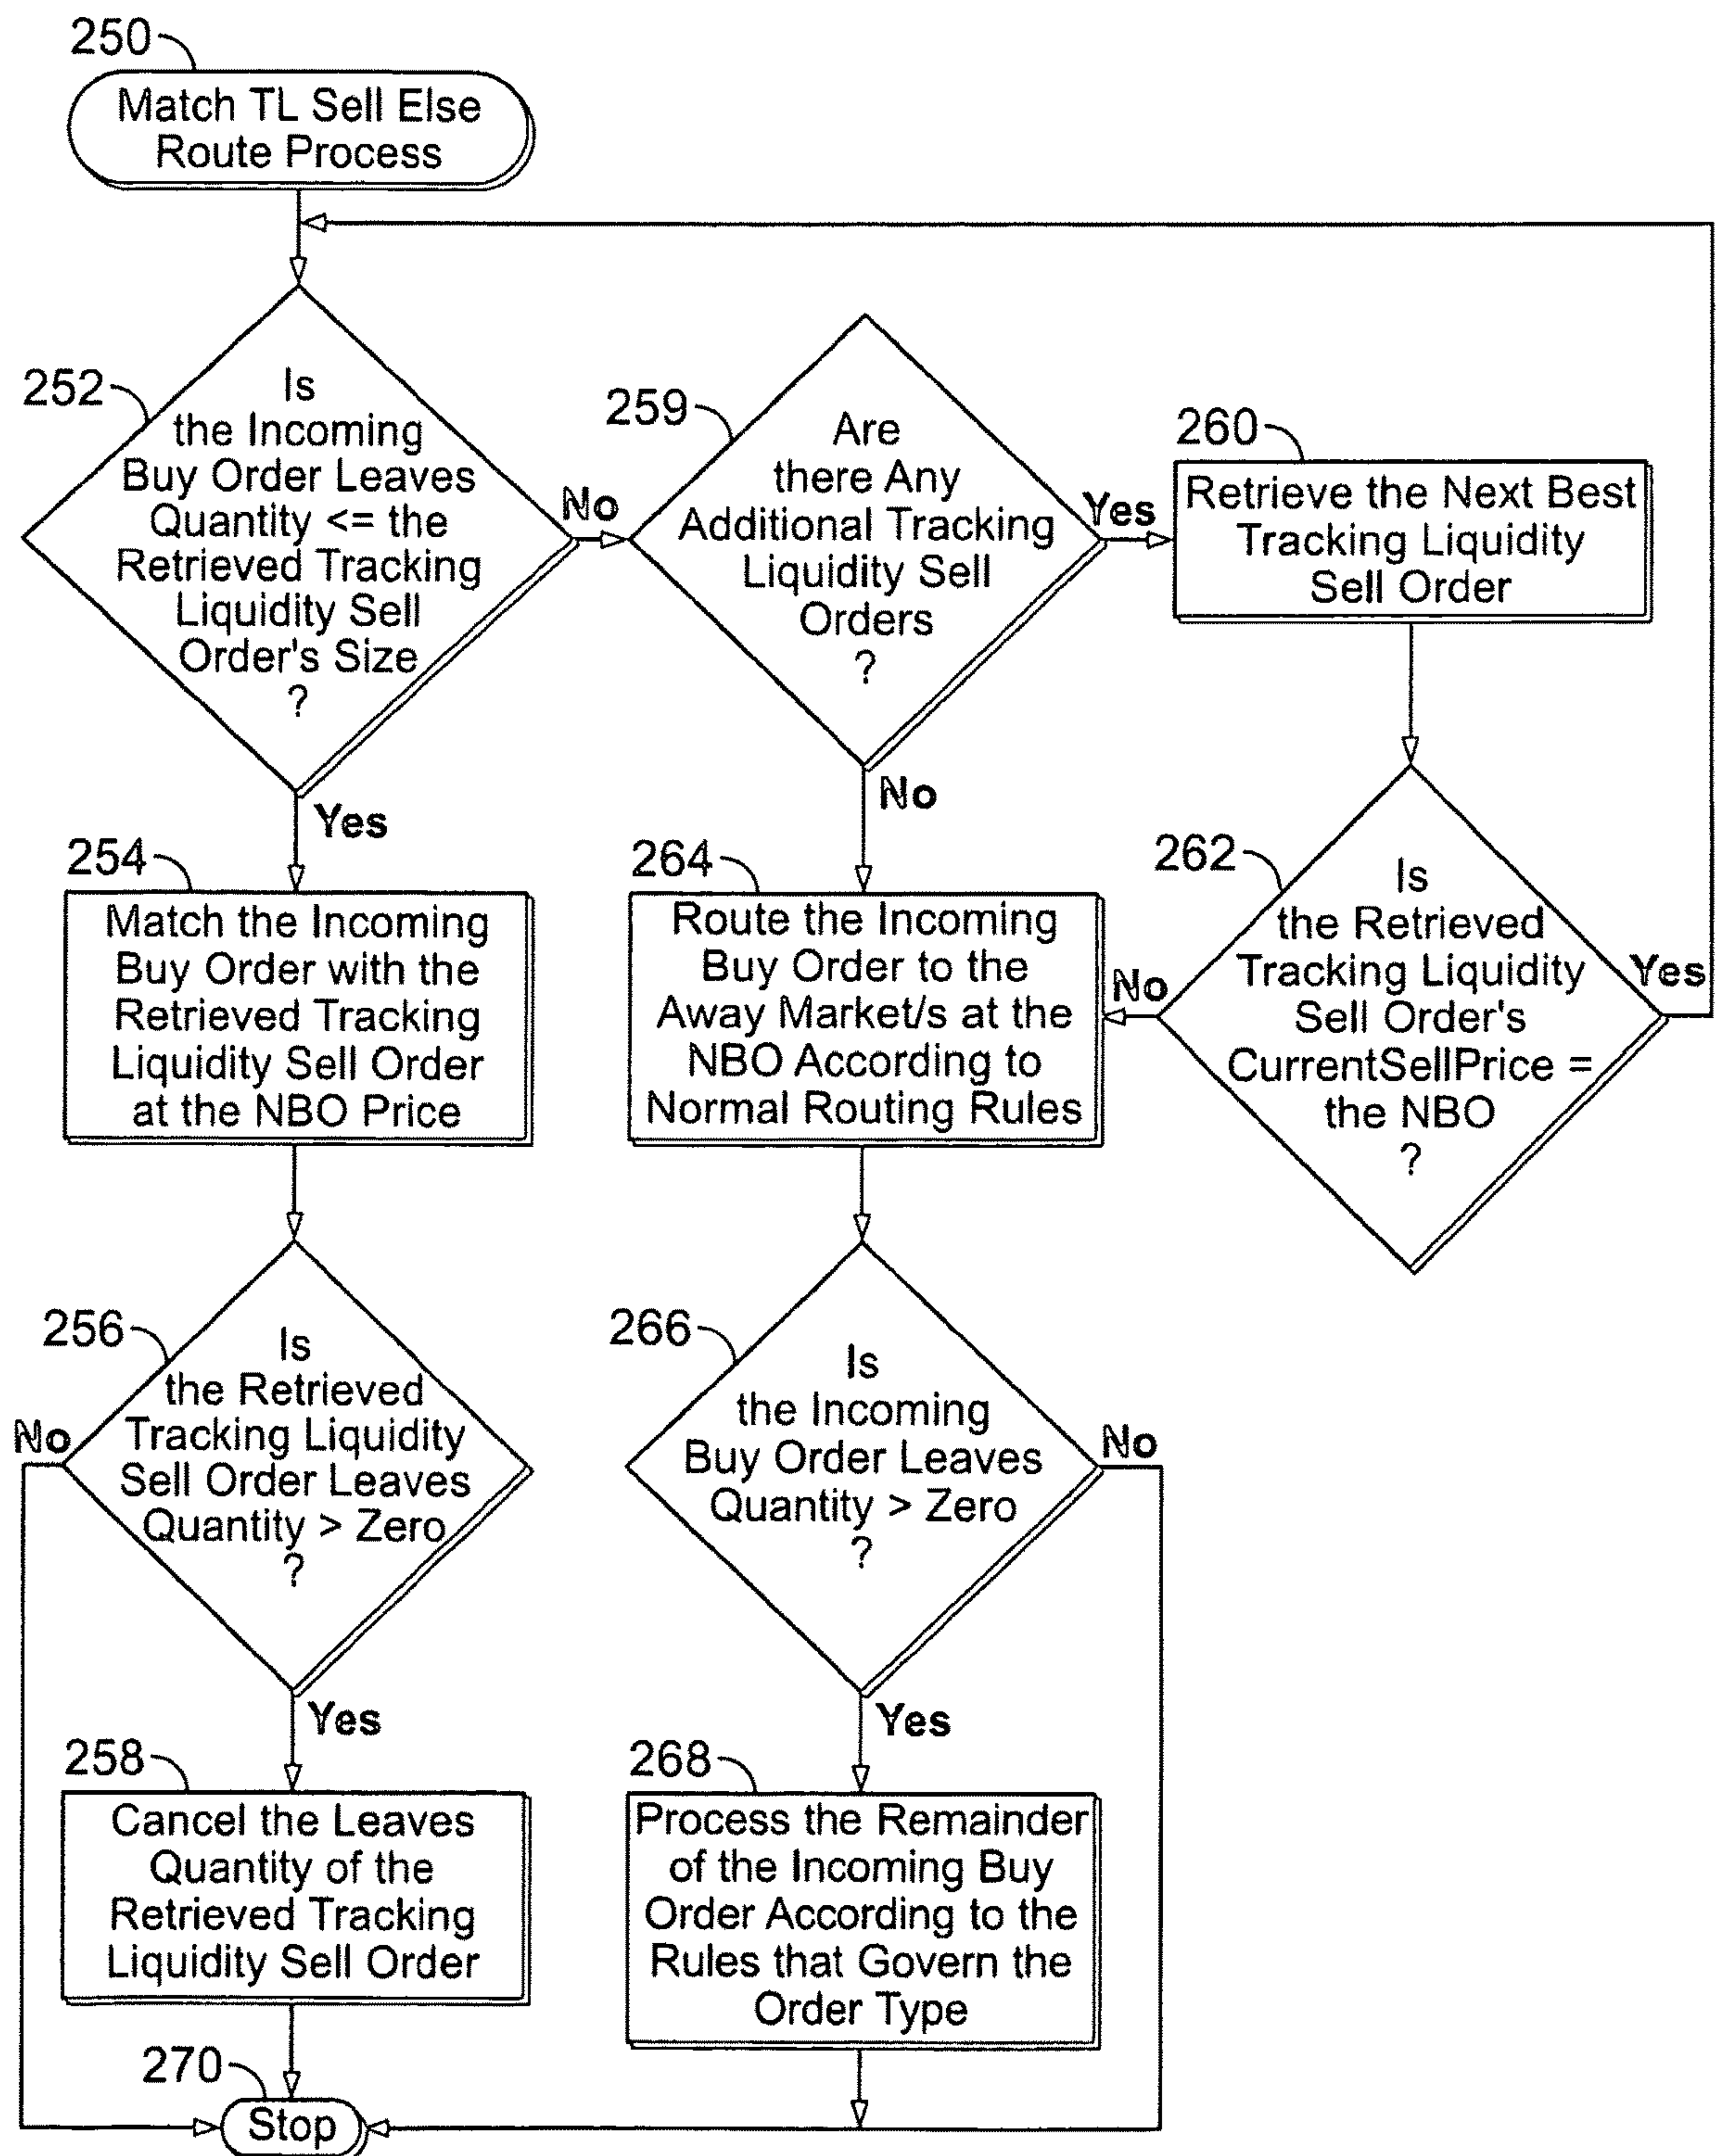 250
Match TL Sell Else
Route Process
252
Is
the Incoming
Buy Order Leaves
Quantity <= the
Retrieved Tracking
Liquidity Sell
Order's Size
?
No
Yes
259
Are
there Any
Additional Tracking
Liquidity Sell
Orders
?
Yes
No
260
Retrieve the Next Best
Tracking Liquidity
Sell Order
262
Is
the Retrieved
Tracking Liquidity
Sell Order's
CurrentSellPrice =
the NBO
?
No
Yes
254
Match the Incoming
Buy Order with the
Retrieved Tracking
Liquidity Sell Order
at the NBO Price
264
Route the Incoming
Buy Order to the
Away Market/s at the
NBO According to
Normal Routing Rules
256
Is
the Retrieved
Tracking Liquidity
Sell Order Leaves
Quantity > Zero
?
No
Yes
266
Is
the Incoming
Buy Order Leaves
Quantity > Zero
?
No
Yes
258
Cancel the Leaves
Quantity of the
Retrieved Tracking
Liquidity Sell Order
268
Process the Remainder
of the Incoming Buy
Order According to the
Rules that Govern the
Order Type
270
Stop